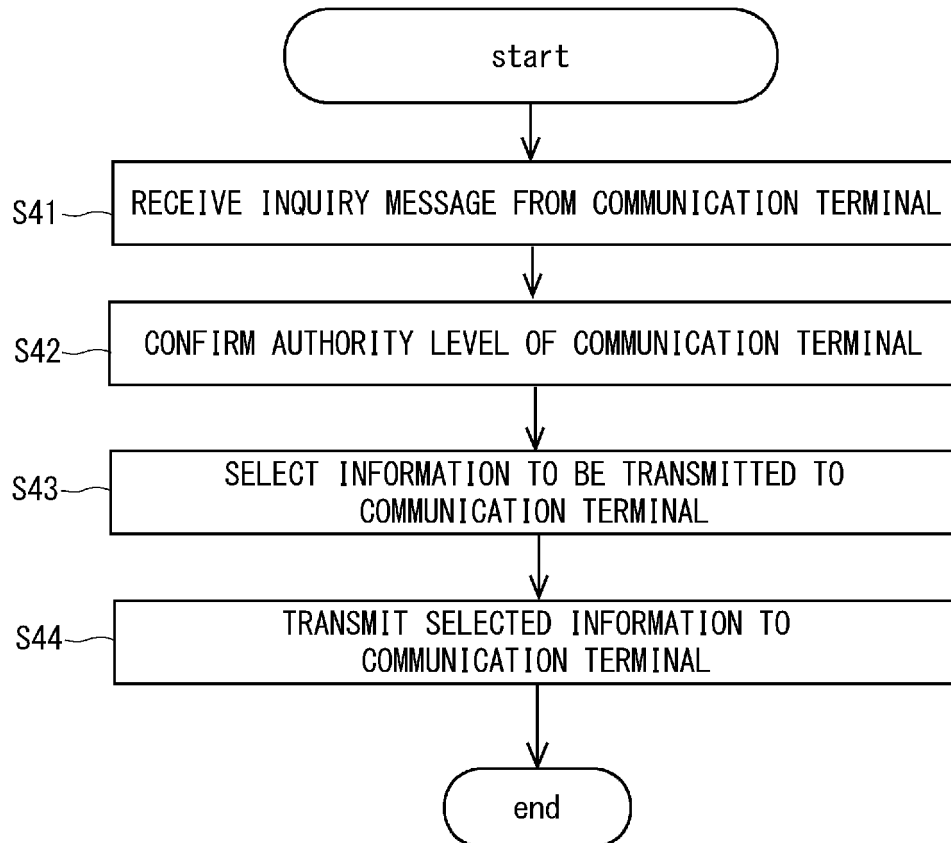 start
S41
RECEIVE INQUIRY MESSAGE FROM COMMUNICATION TERMINAL
S42
CONFIRM AUTHORITY LEVEL OF COMMUNICATION TERMINAL
S43
SELECT INFORMATION TO BE TRANSMITTED TO
COMMUNICATION TERMINAL
S44
TRANSMIT SELECTED INFORMATION TO
COMMUNICATION TERMINAL
end